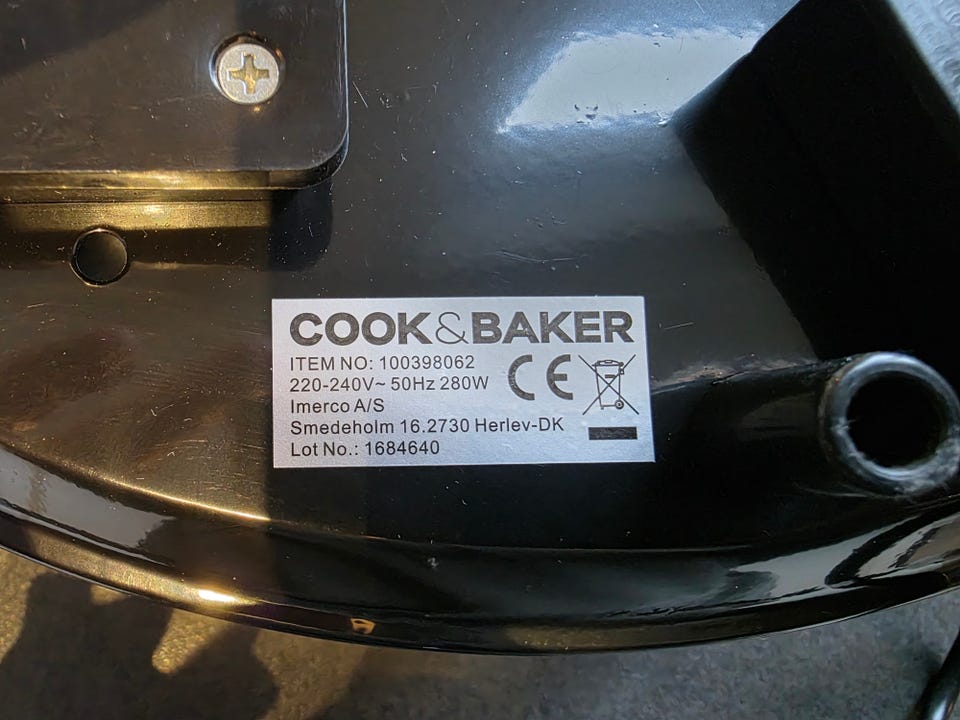 COOK&BAKER
ITEM NO: 100398062
220-240V~ 50Hz 280W
CE
Imerco A/S
Smedeholm 16.2730 Herlev-DK
Lot No.: 1684640